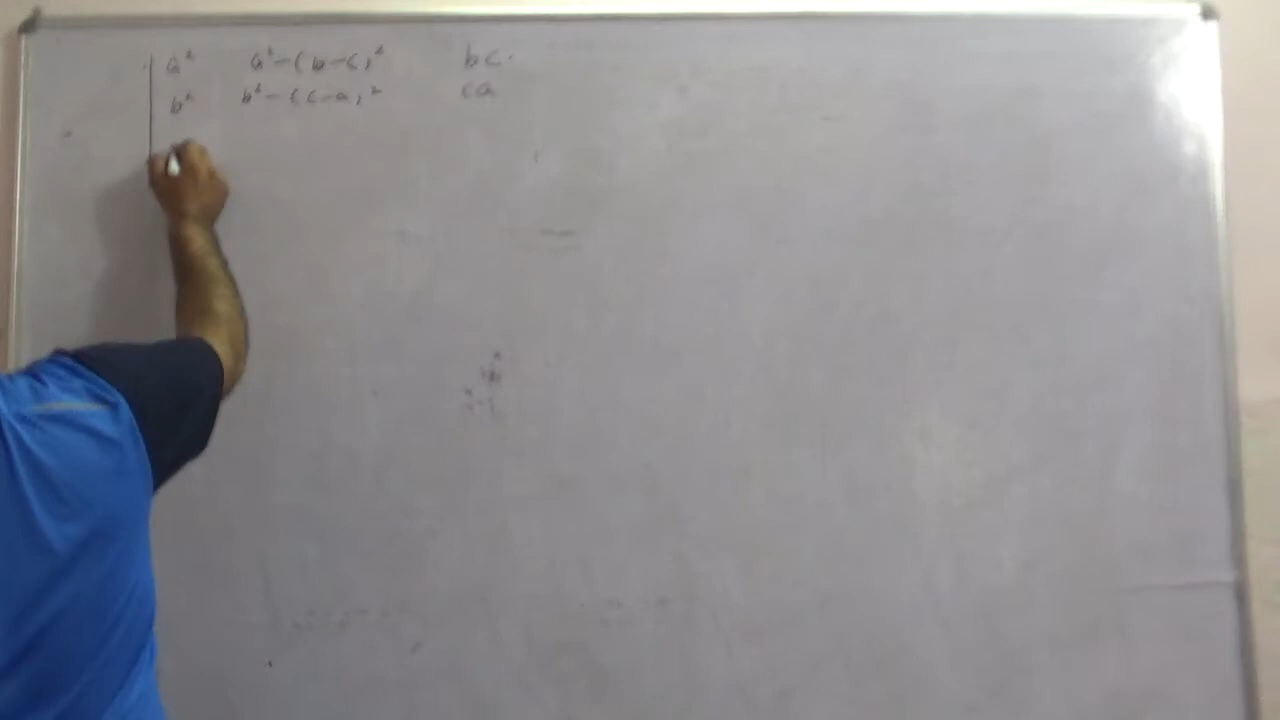 a² a²-(b-c)² bc
b² b²-(c-a)² ca